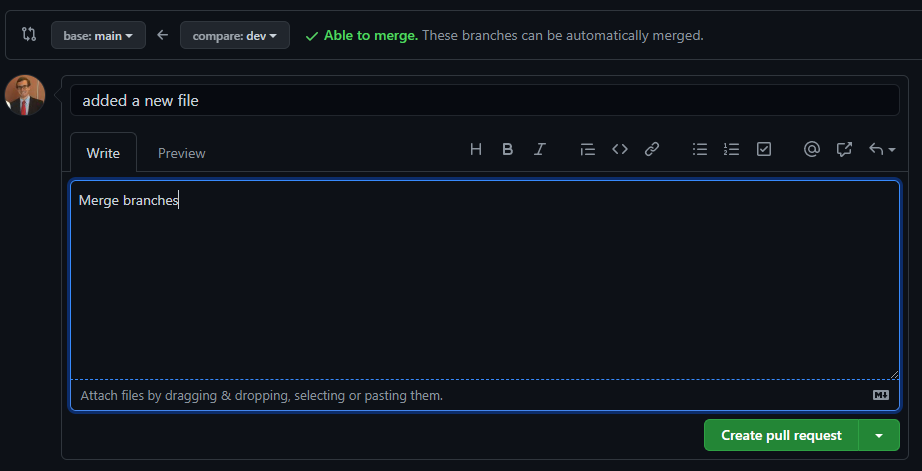 base: main compare: dev Able to merge. These branches can be automatically merged.
added a new file
Write Preview H B I @
Merge branches
Attach files by dragging & dropping, selecting or pasting them.
Create pull request